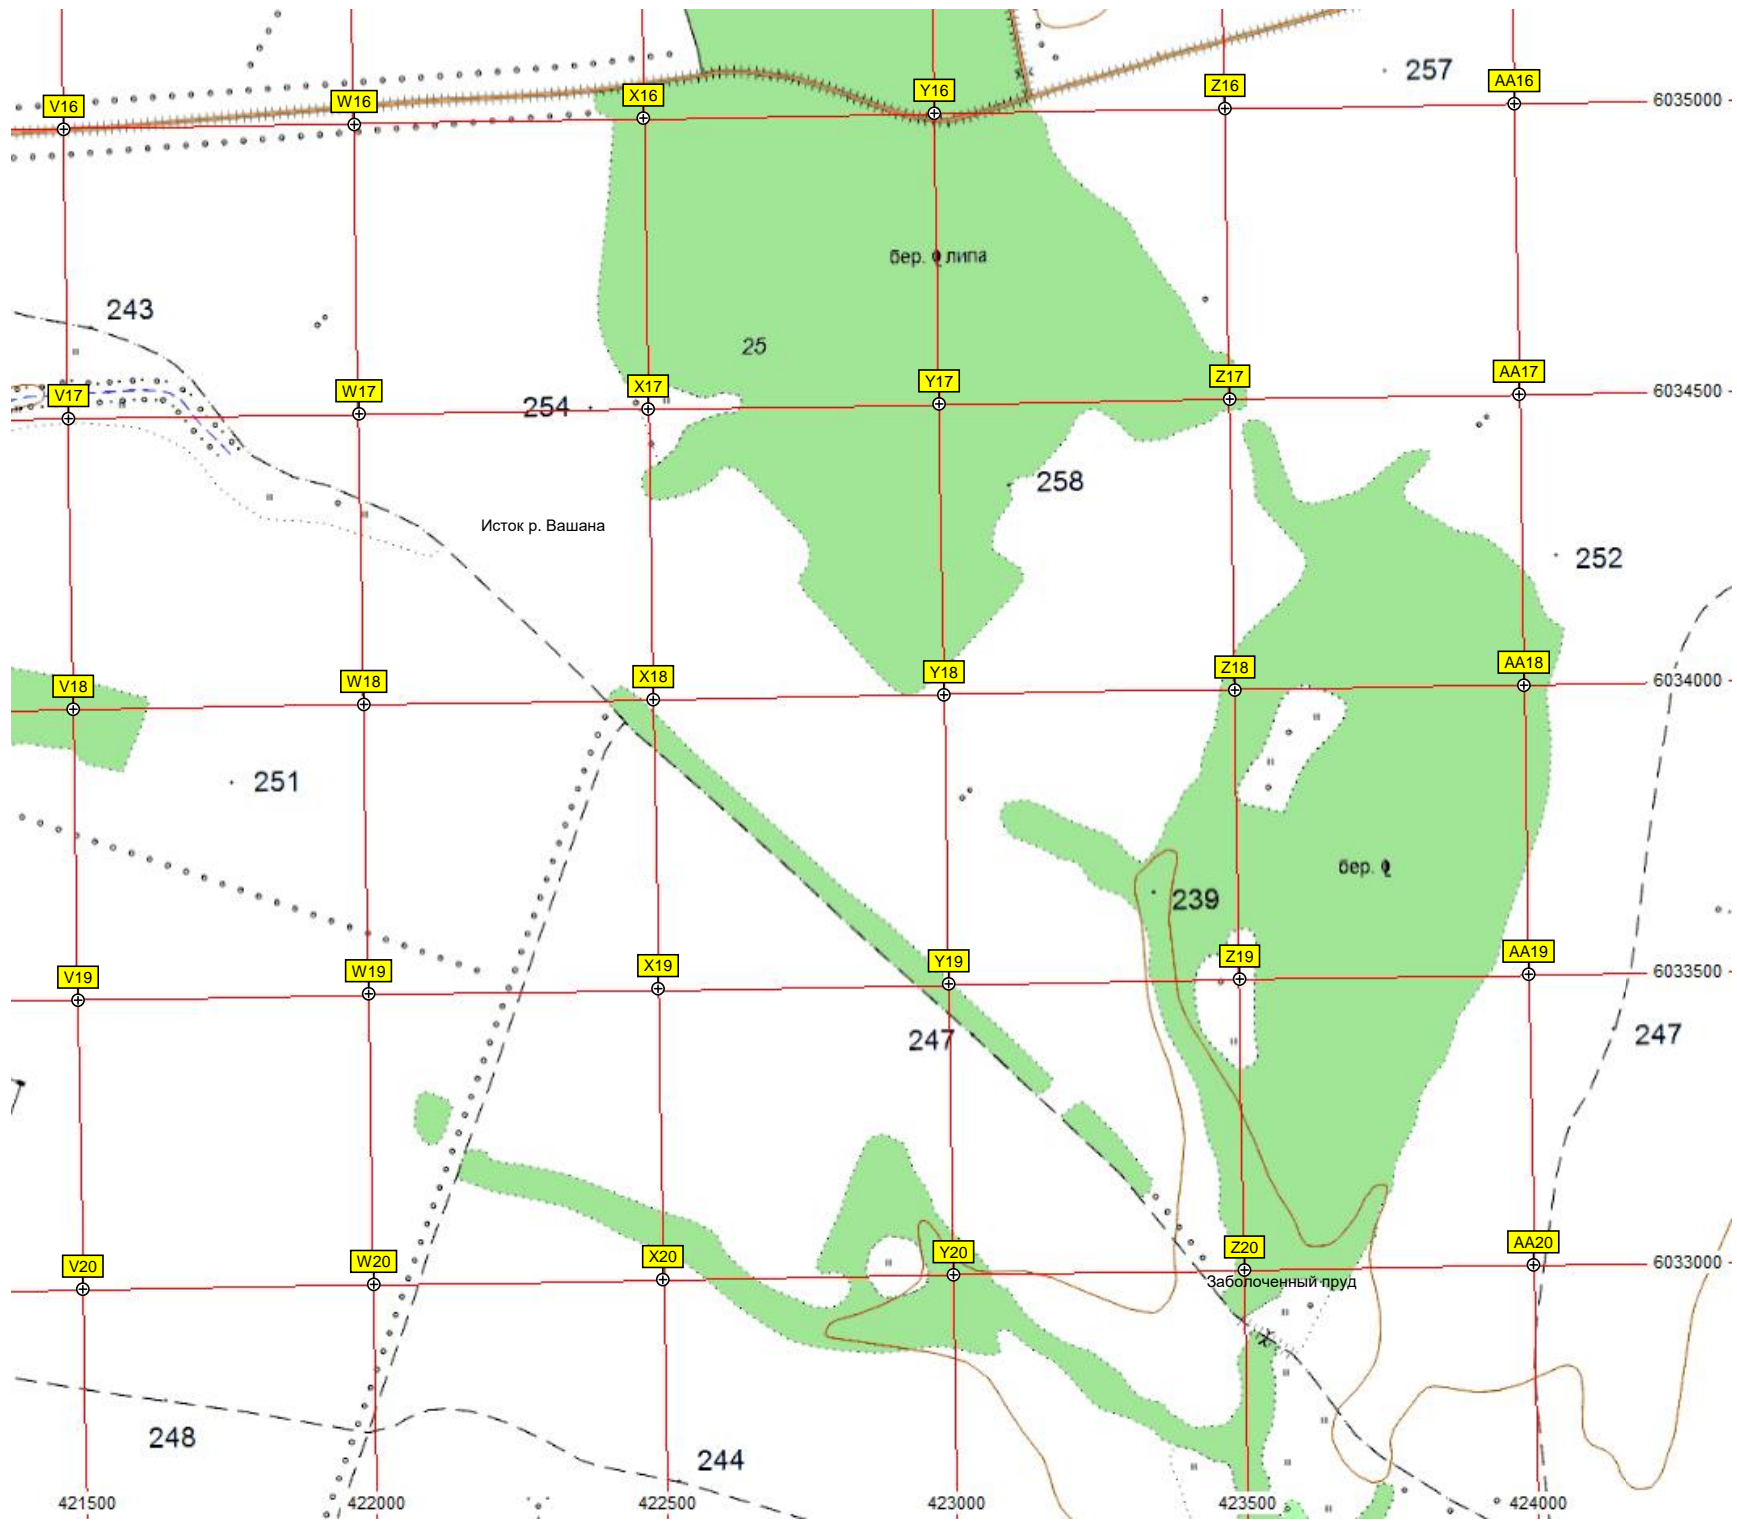 257
V16 W16 X16 Y16 Z16 AA16
6035000
бер. липа
243
25
V17 W17 X17 Y17 Z17 AA17
6034500
254
258
Исток р. Вашана
252
V18 W18 X18 Y18 Z18 AA18
6034000
251
бер.
239
V19 W19 X19 Y19 Z19 AA19
6033500
247
247
V20 W20 X20 Y20 Z20 AA20
6033000
Заболоченный пруд
248
244
421500 422000 422500 423000 423500 424000